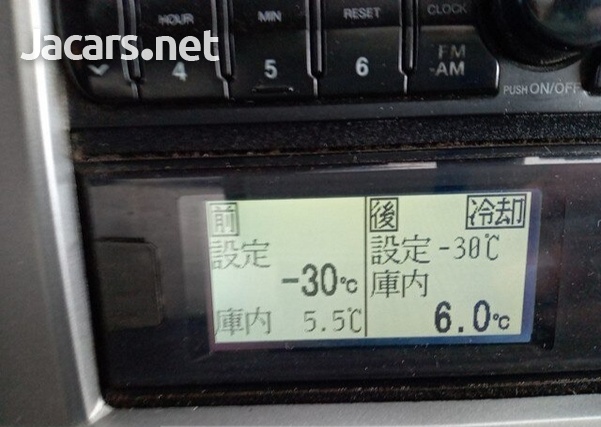 Jacars.net
HOUR MIN RESET CLOCK
4 5 6 FM
-AM
PUSH ON/OFF
前 後 冷却
設定 設定 -30℃
-30℃ 庫内
庫内 5.5℃ 6.0℃